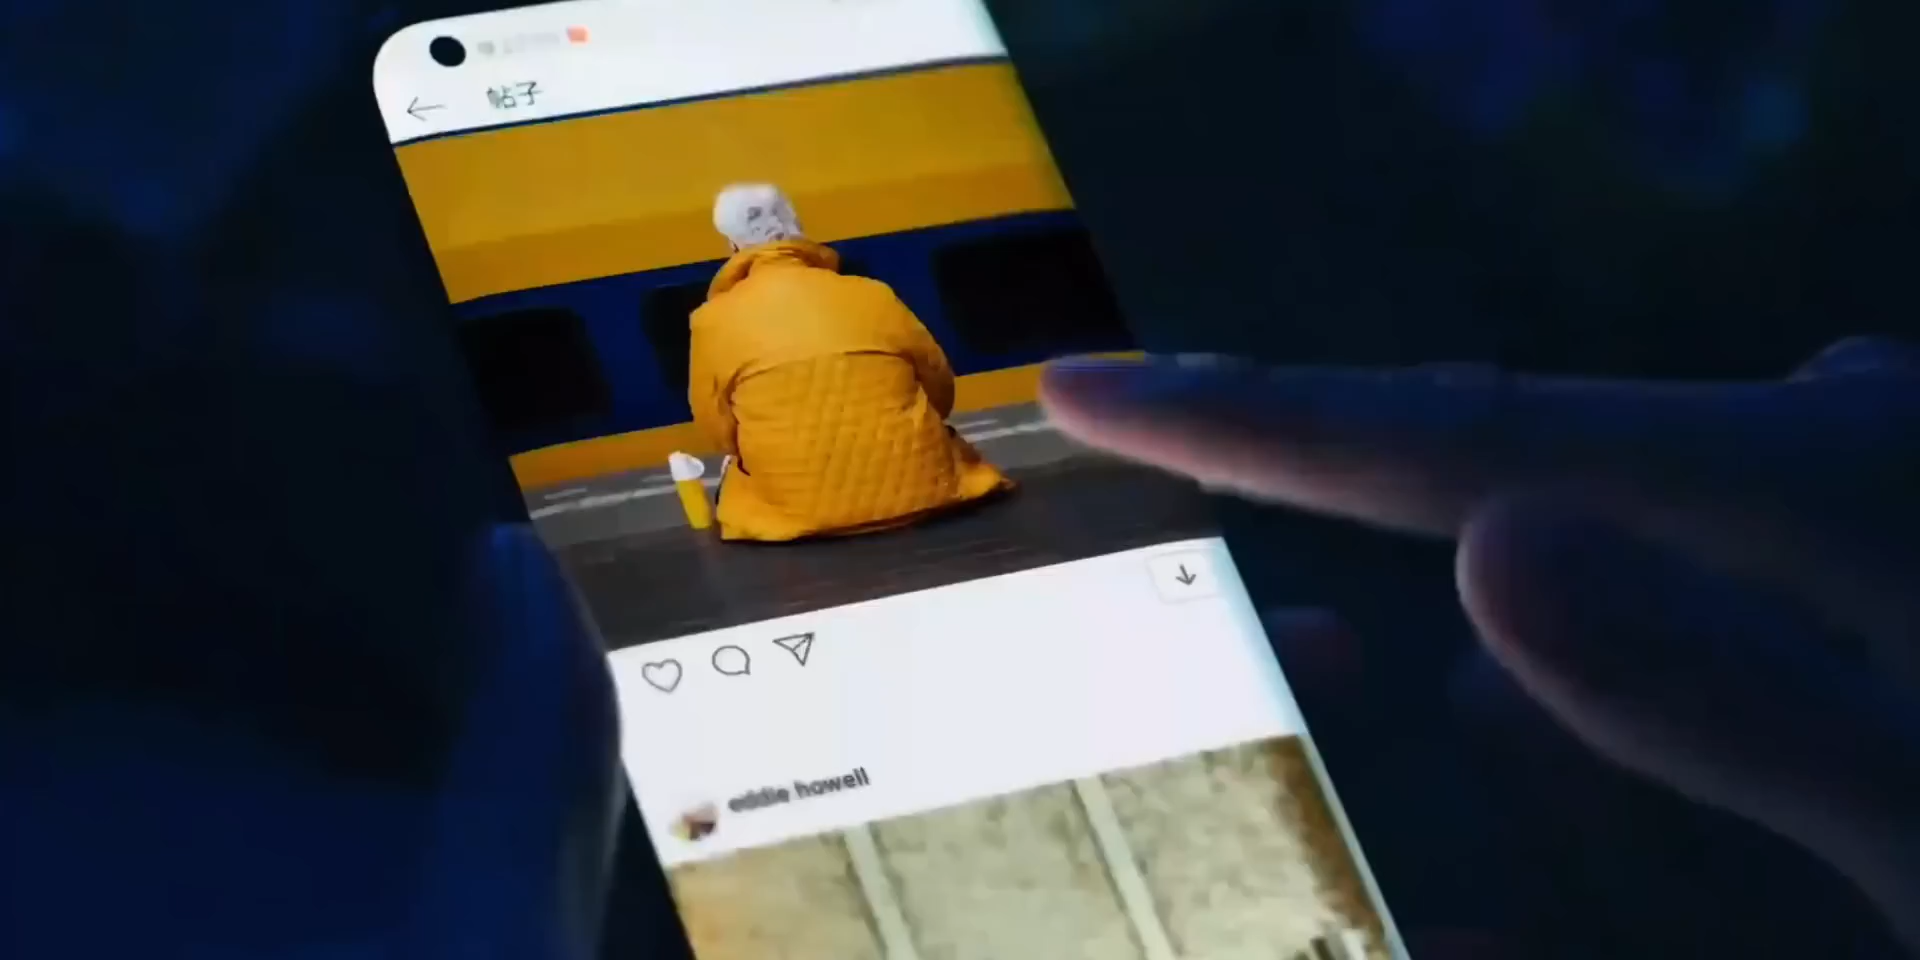 帖子
eddie howell